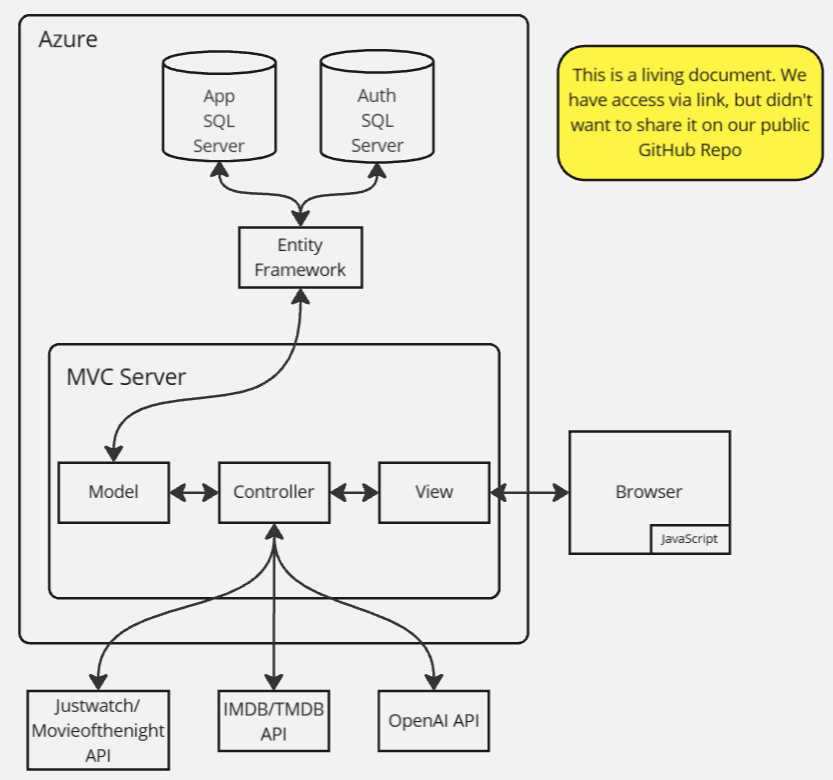 Azure
App
SQL
Server
Auth
SQL
Server
This is a living document. We
have access via link, but didn't
want to share it on our public
GitHub Repo
Entity
Framework
MVC Server
Model
Controller
View
Browser
JavaScript
Justwatch/
Movieofthenight
API
IMDB/TMDB
API
OpenAI API